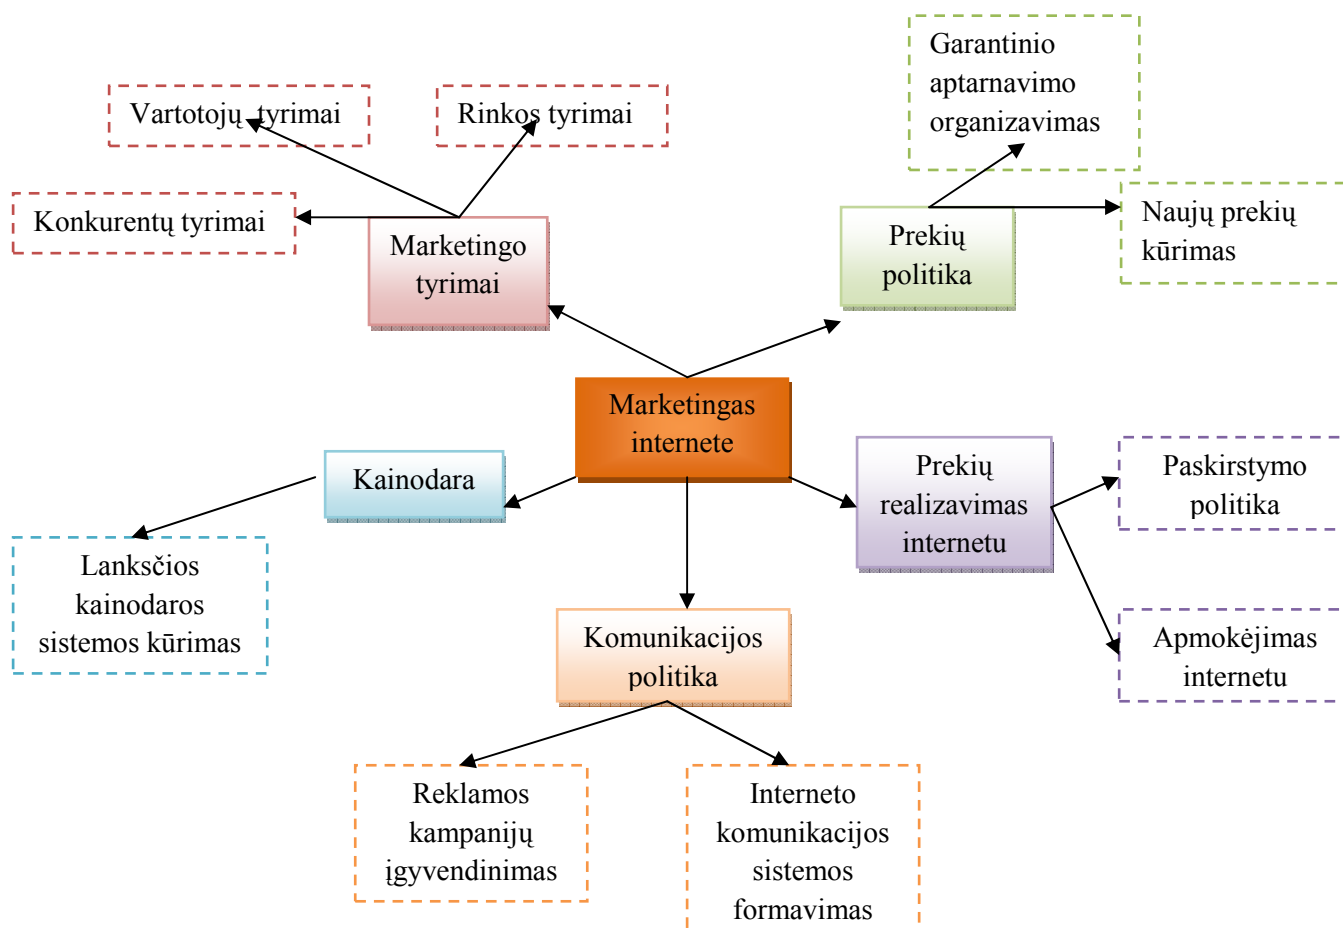 Garantinio
aptarnavimo
organizavimas
Vartotojų tyrimai
Rinkos tyrimai
Konkurentų tyrimai
Marketingo
tyrimai
Prekių
politika
Naujų prekių
kūrimas
Marketingas
internete
Kainodara
Prekių
realizavimas
internetu
Paskirstymo
politika
Lanksčios
kainodaros
sistemos kūrimas
Komunikacijos
politika
Apmokėjimas
internetu
Reklamos
kampanijų
įgyvendinimas
Interneto
komunikacijos
sistemos
formavimas